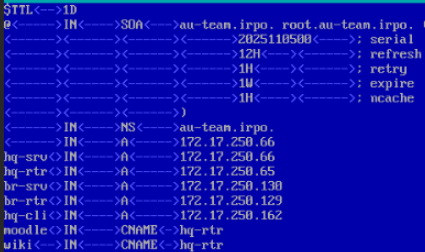 $TTL<-->1D
@<------>IN<---->SOA<--->au-team.irpo. root.au-team.irpo. (
<------><------><------><------>2025110500<---->; serial
<------><------><------><------>12H<--->; refresh
<------><------><------><------>1H<---->; retry
<------><------><------><------>1W<---->; expire
<------><------><------><------>1H<---->; ncache
<------><------><------>)
<------>IN<---->NS<---->au-team.irpo.
<------>IN<---->A<----->172.17.250.66
hq-srv<>IN<---->A<----->172.17.250.66
hq-rtr<>IN<---->A<----->172.17.250.65
br-srv<>IN<---->A<----->172.17.250.130
br-rtr<>IN<---->A<----->172.17.250.129
hq-cli<>IN<---->A<----->172.17.250.162
moodle<>IN<---->CNAME<->hq-rtr
wiki<-->IN<---->CNAME<->hq-rtr